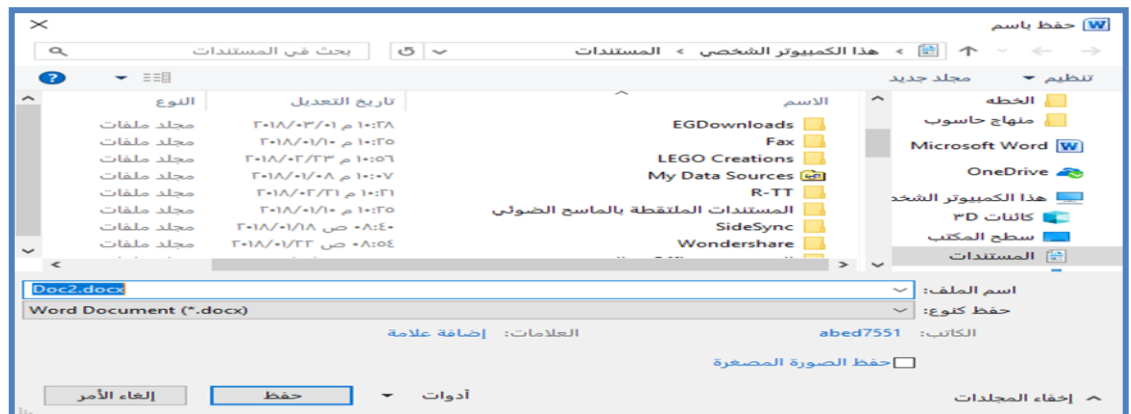 حفظ باسم
هذا الكمبيوتر الشخصي > المستندات
بحث في المستندات
تنظيم
مجلد جديد
الخطه
منهاج حاسوب
Microsoft Word
OneDrive
هذا الكمبيوتر الشخص
كائنات ٣D
سطح المكتب
المستندات
الاسم تاريخ التعديل النوع
EGDownloads ١٠:٢٨ م ٢٠١٨/٠٣/٠١ مجلد ملفات
Fax ١٠:٢٥ م ٢٠١٨/٠١/١٠ مجلد ملفات
LEGO Creations ١٠:٥٦ م ٢٠١٨/٠٢/٢٣ مجلد ملفات
My Data Sources ١٠:٠٧ م ٢٠١٨/٠١/٠٨ مجلد ملفات
R-TT ١٠:٢١ م ٢٠١٨/٠٢/٢١ مجلد ملفات
المستندات الملتقطة بالماسح الضوئي ١٠:٢٥ م ٢٠١٨/٠١/١٠ مجلد ملفات
SideSync ٠٨:٤٠ ص ٢٠١٨/٠١/١٨ مجلد ملفات
Wondershare ٠٨:٥٤ ص ٢٠١٨/٠١/٢٢ مجلد ملفات
اسم الملف: Doc2.docx
حفظ كنوع: Word Document (*.docx)
الكاتب: abed7551 العلامات: إضافة علامة
حفظ الصورة المصغرة
إخفاء المجلدات
أدوات
حفظ
إلغاء الأمر